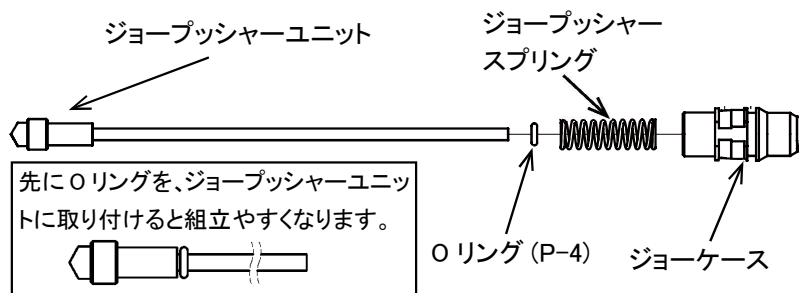 ジョープッシャーユニット
ジョープッシャー
スプリング
先にOリングを、ジョープッシャーユニッ
トに取り付けると組立やすくなります。
Oリング(P-4)
ジョーケース